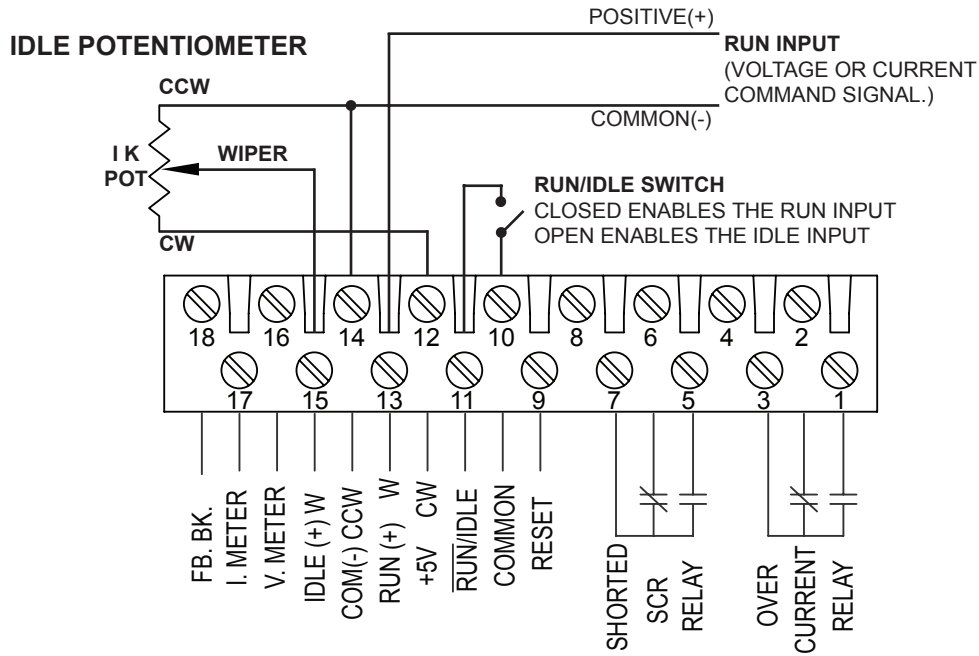 IDLE POTENTIOMETER
POSITIVE(+)
RUN INPUT
(VOLTAGE OR CURRENT
COMMAND SIGNAL.)
CCW
COMMON(-)
I K
POT
WIPER
CW
RUN/IDLE SWITCH
CLOSED ENABLES THE RUN INPUT
OPEN ENABLES THE IDLE INPUT
18 16 14 12 10 8 6 4 2
17 15 13 11 9 7 5 3 1
FB. BK.
I. METER
V. METER
IDLE (+) W
COM(-) CCW
RUN (+) W
+5V CW
RUN/IDLE
COMMON
RESET
SHORTED
SCR
RELAY
OVER
CURRENT
RELAY